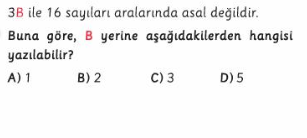 3B ile 16 sayıları aralarında asal değildir.
Buna göre, B yerine aşağıdakilerden hangisi
yazılabilir?
A) 1 B) 2 C) 3 D) 5